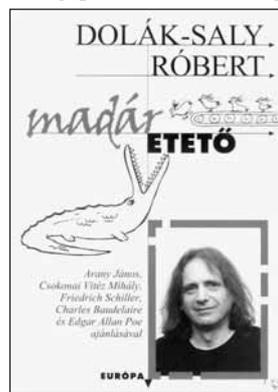 DOLÁK-SALY
RÓBERT
madár
ETETŐ
Arany János,
Csokonai Vitéz Mihály,
Friedrich Schiller,
Charles Baudelaire
és Edgar Allan Poe
ajánlásával
EURÓPA